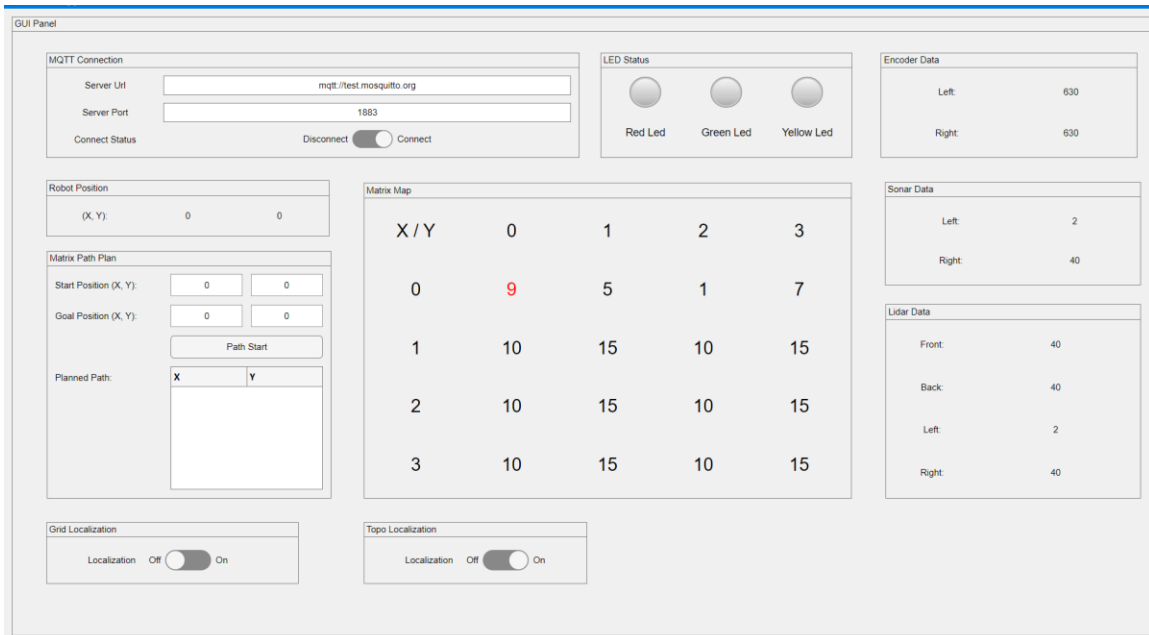 GUI Panel
MQTT Connection
Server Url mqtt://test.mosquitto.org
Server Port 1883
Connect Status Disconnect Connect
LED Status
Red Led Green Led Yellow Led
Encoder Data
Left: 630
Right: 630
Robot Position
(X, Y): 0 0
Matrix Path Plan
Start Position (X, Y): 0 0
Goal Position (X, Y): 0 0
Path Start
Planned Path: X Y
Matrix Map
X / Y 0 1 2 3
0 9 5 1 7
1 10 15 10 15
2 10 15 10 15
3 10 15 10 15
Sonar Data
Left: 2
Right: 40
Lidar Data
Front: 40
Back: 40
Left: 2
Right: 40
Grid Localization
Localization Off On
Topo Localization
Localization Off On